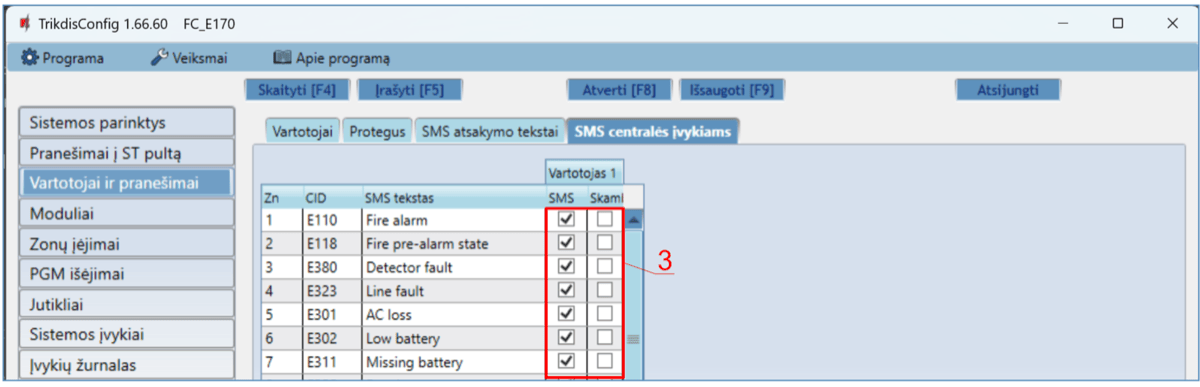 TrikdisConfig 1.66.60 FC_E170
Programa Veiksmai Apie programą
Skaityti [F4] Įrašyti [F5] Atverti [F8] Išsaugoti [F9] Atsijungti
Sistemos parinktys
Pranešimai į ST pultą
Vartotojai ir pranešimai
Moduliai
Zonų įėjimai
PGM išėjimai
Jutikliai
Sistemos įvykiai
Įvykių žurnalas
Vartotojai Protegus SMS atsakymo tekstai SMS centralės įvykiams
Vartotojas 1
Zn CID SMS tekstas SMS Skaml
1 E110 Fire alarm
2 E118 Fire pre-alarm state
3 E380 Detector fault
4 E323 Line fault
5 E301 AC loss
6 E302 Low battery
7 E311 Missing battery
3